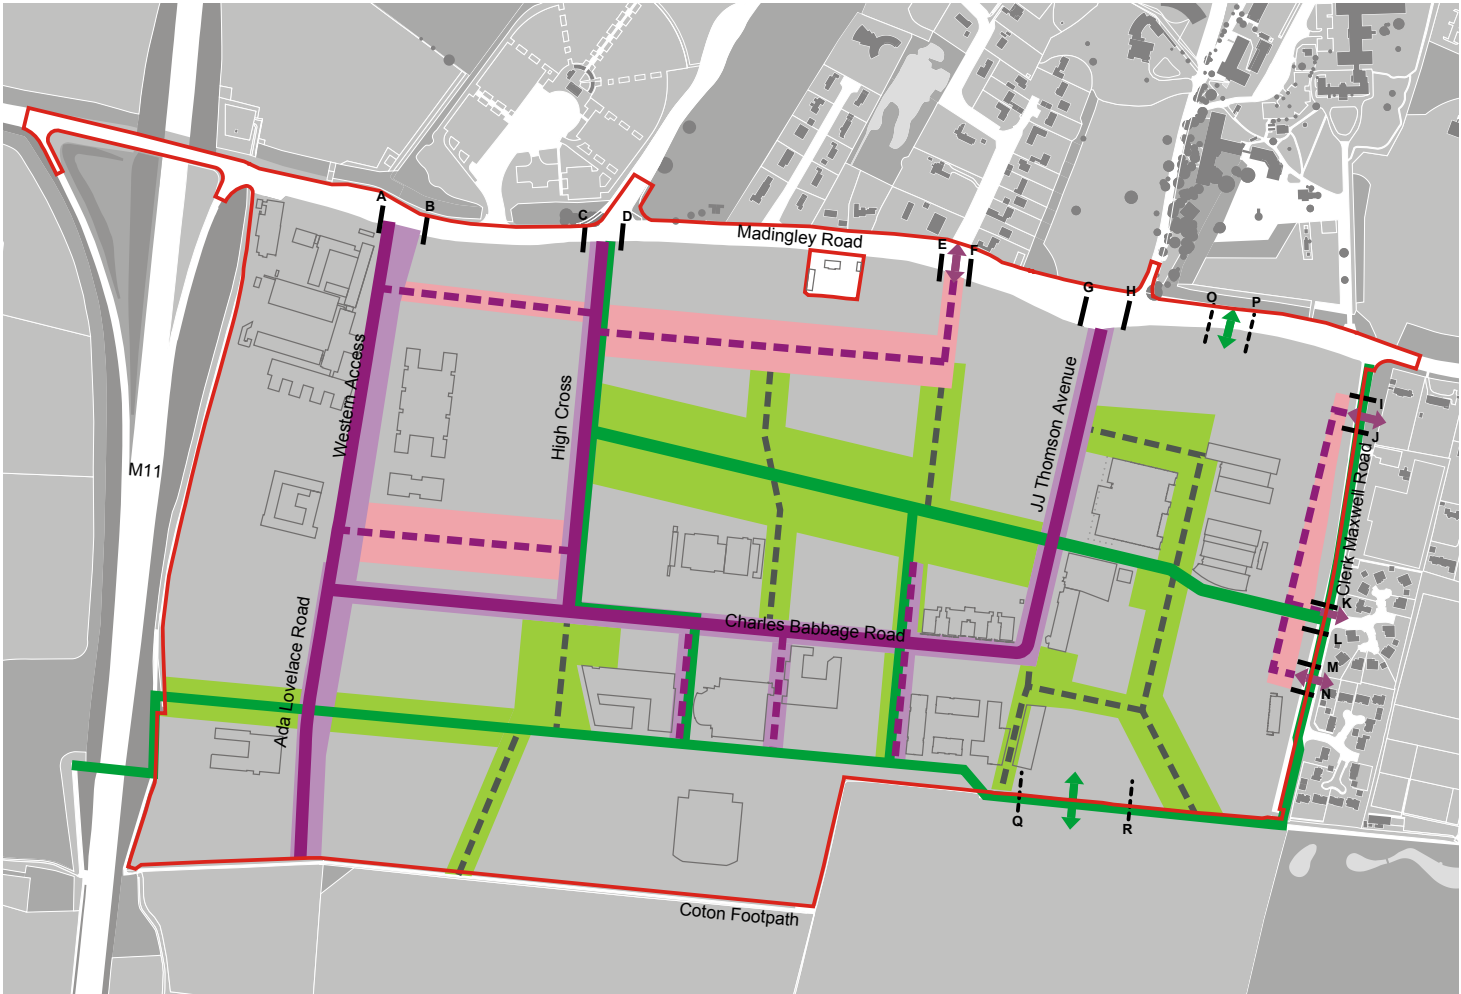 A
B
C
D
Madingley Road
E
F
G
H
O
P
I
J
Western Access
High Cross
JJ Thomson Avenue
Clerk Maxwell Road
M11
K
L
M
N
Ada Lovelace Road
Charles Babbage Road
Q
R
Coton Footpath